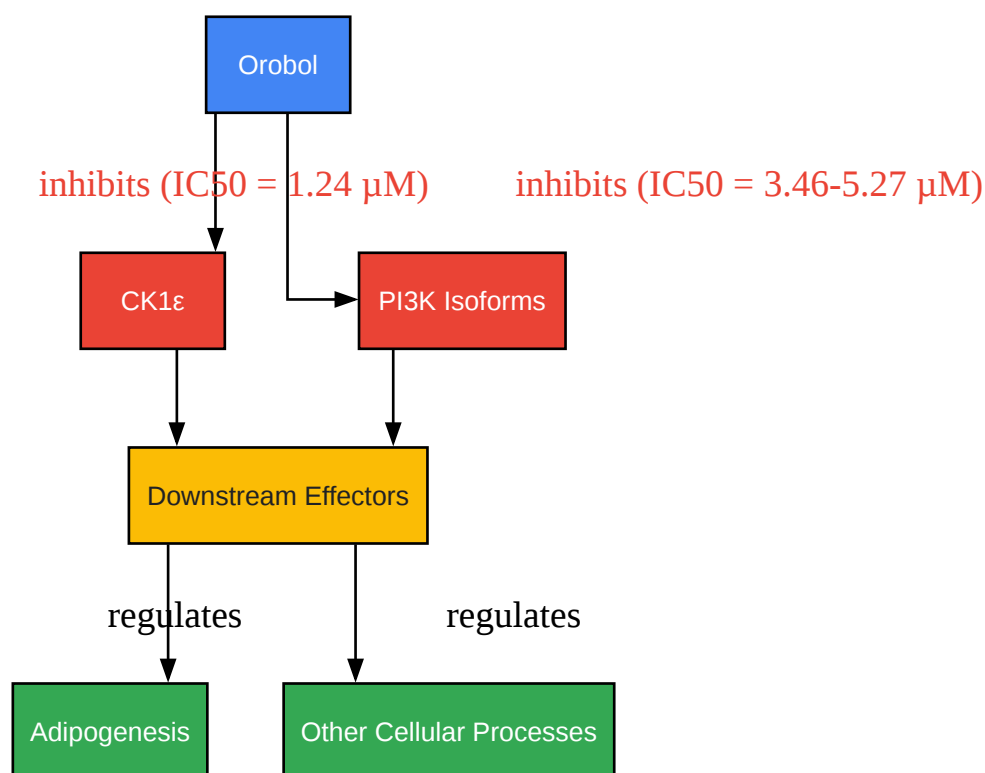 Orobol
inhibits (IC50 = 1.24 µM)
inhibits (IC50 = 3.46-5.27 µM)
CK1ε
PI3K Isoforms
Downstream Effectors
regulates
regulates
Adipogenesis
Other Cellular Processes